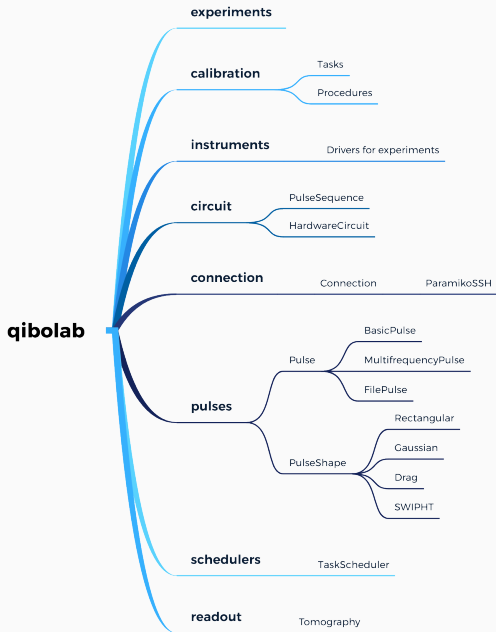 experiments
calibration
Tasks
Procedures
instruments
Drivers for experiments
circuit
PulseSequence
HardwareCircuit
connection
Connection
ParamikoSSH
qibolab
pulses
Pulse
BasicPulse
MultifrequencyPulse
FilePulse
PulseShape
Rectangular
Gaussian
Drag
SWIPHT
schedulers
TaskScheduler
readout
Tomography